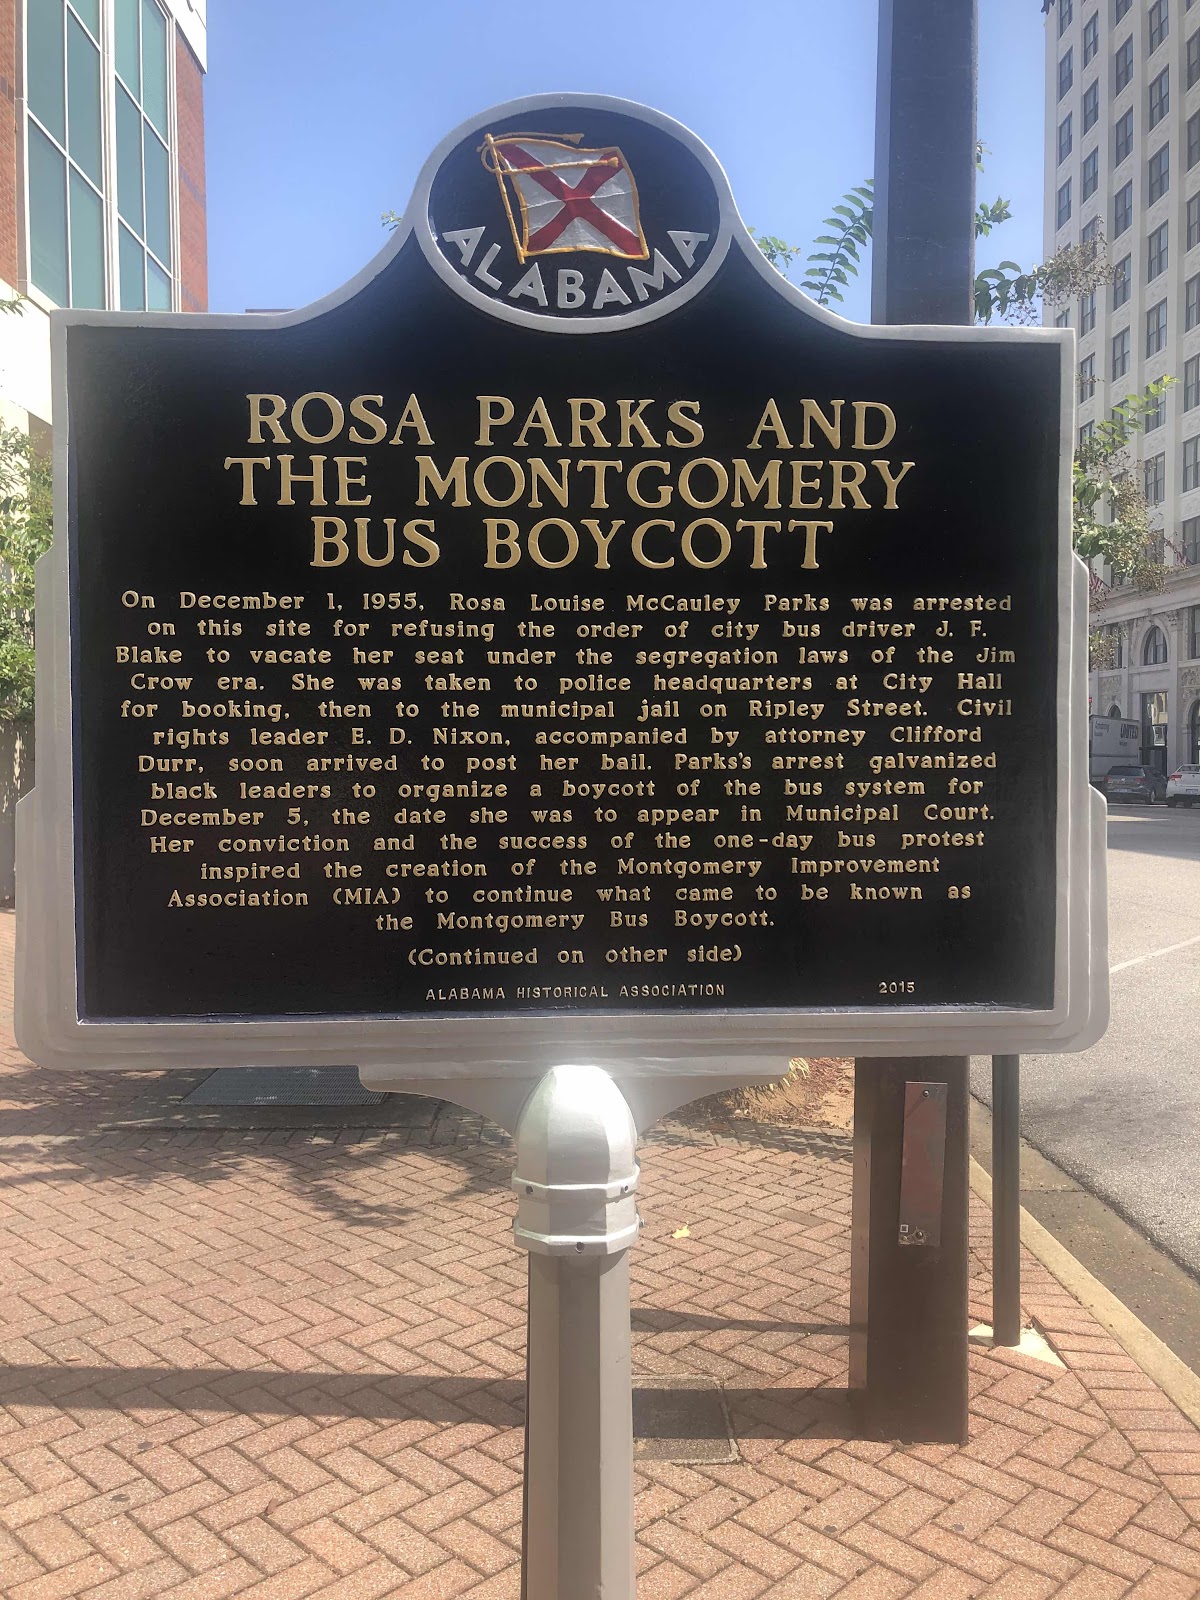 ALABAMA
ROSA PARKS AND
THE MONTGOMERY
BUS BOYCOTT
On December 1, 1955, Rosa Louise McCauley Parks was arrested
on this site for refusing the order of city bus driver J. F.
Blake to vacate her seat under the segregation laws of the Jim
Crow era. She was taken to police headquarters at City Hall
for booking, then to the municipal jail on Ripley Street. Civil
rights leader E. D. Nixon, accompanied by attorney Clifford
Durr, soon arrived to post her bail. Parks's arrest galvanized
black leaders to organize a boycott of the bus system for
December 5, the date she was to appear in Municipal Court.
Her conviction and the success of the one-day bus protest
inspired the creation of the Montgomery Improvement
Association (MIA) to continue what came to be known as
the Montgomery Bus Boycott.
(Continued on other side)
ALABAMA HISTORICAL ASSOCIATION 2015
UNITED